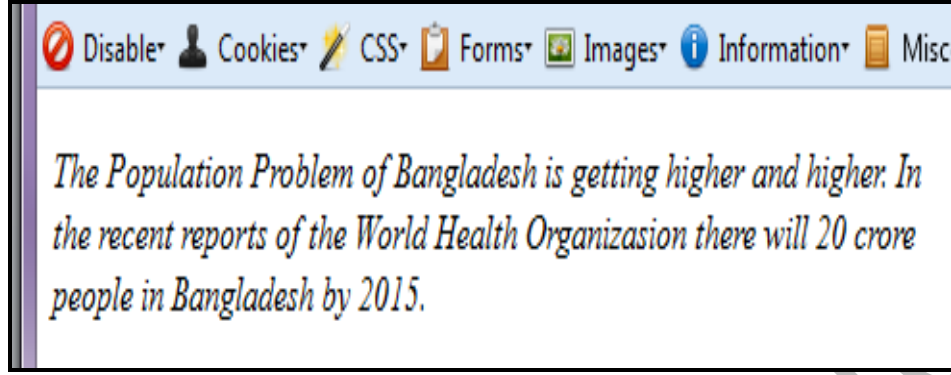 Disable Cookies CSS Forms Images Information Misc
The Population Problem of Bangladesh is getting higher and higher. In
the recent reports of the World Health Organizasion there will 20 crore
people in Bangladesh by 2015.